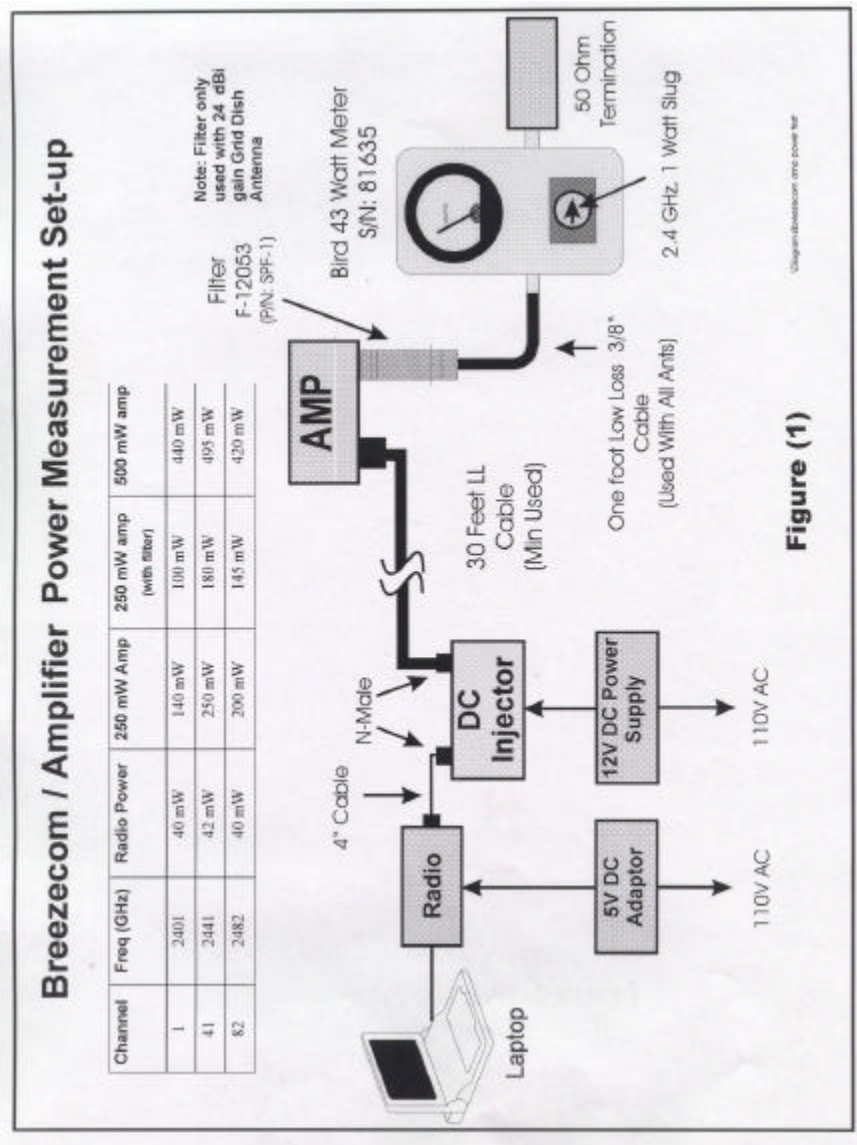 Breezecom / Amplifier Power Measurement Set-up
Channel Freq (GHz) Radio Power 250 mW Amp 250 mW amp (with filter) 500 mW amp
1 2401 40 mW 140 mW 100 mW 440 mW
41 2441 42 mW 250 mW 180 mW 495 mW
82 2482 40 mW 200 mW 145 mW 420 mW
Note: Filter only
used with 24 dBi
gain Grid Dish
Antenna
Filter
F-12053
(P/N: SPF-1)
Bird 43 Watt Meter
S/N: 81635
AMP
4" Cable
N-Male
Laptop
Radio
DC
Injector
30 Feet LL
Cable
(Min Used)
One foot Low Loss 3/8"
Cable
(Used With All Ants)
2.4 GHz, 1 Watt Slug
50 Ohm
Termination
5V DC
Adaptor
12V DC Power
Supply
110V AC
110V AC
Figure (1)